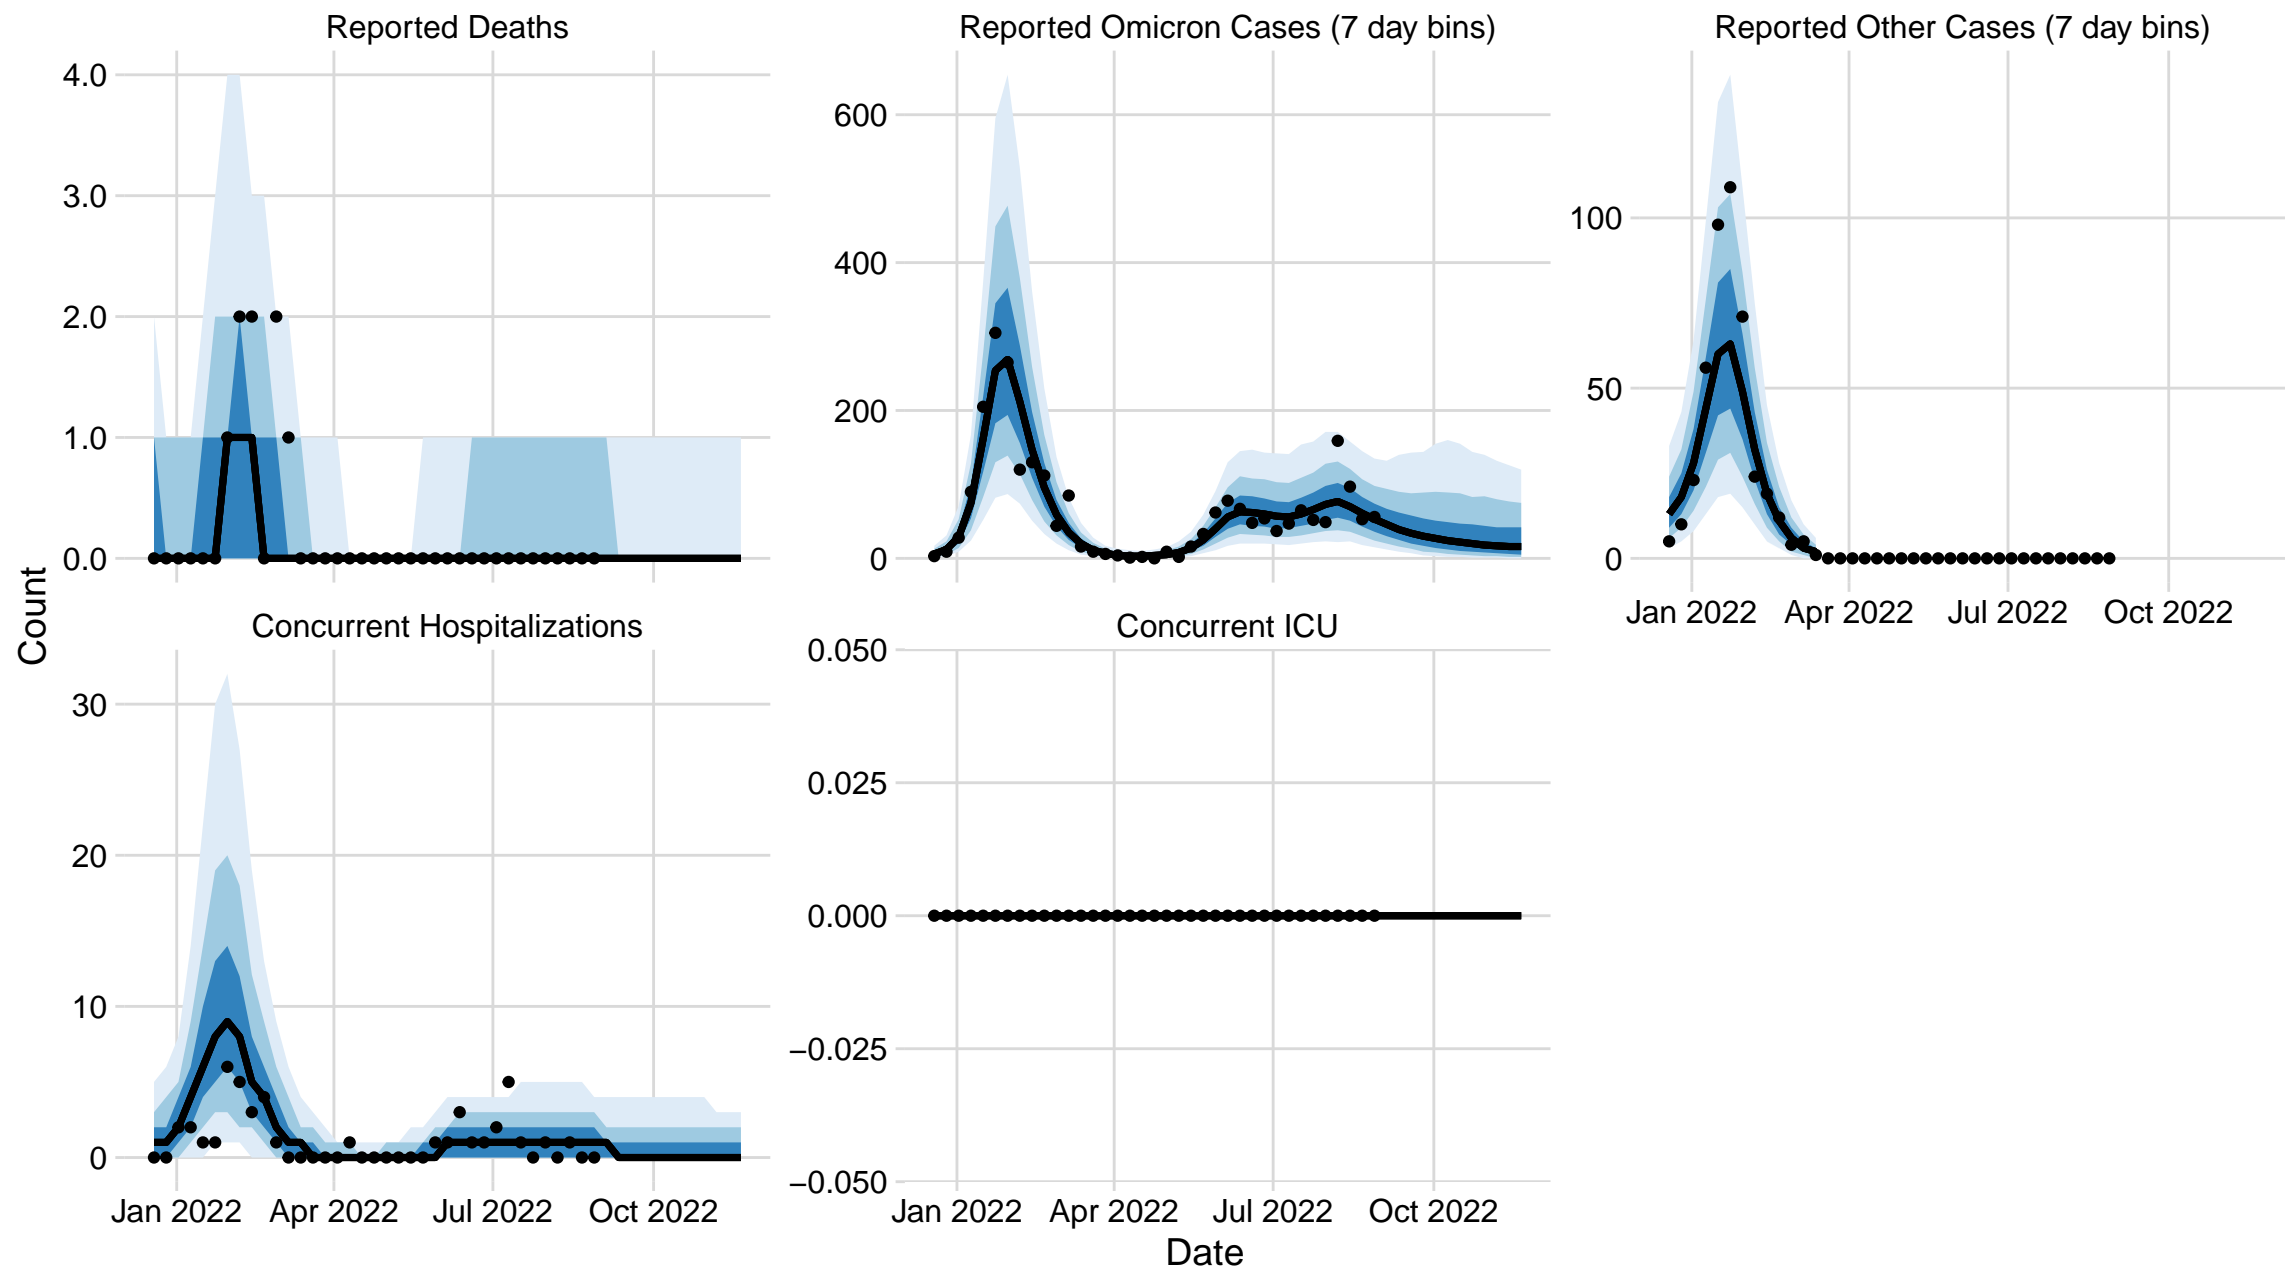 Reported Deaths
Reported Omicron Cases (7 day bins)
Reported Other Cases (7 day bins)
4.0
3.0
2.0
1.0
0.0
600
400
200
0
100
50
0
Jan 2022 Apr 2022 Jul 2022 Oct 2022
Count
Concurrent Hospitalizations
Concurrent ICU
30
20
10
0
Jan 2022 Apr 2022 Jul 2022 Oct 2022
0.050
0.025
0.000
−0.025
−0.050
Jan 2022 Apr 2022 Jul 2022 Oct 2022
Date